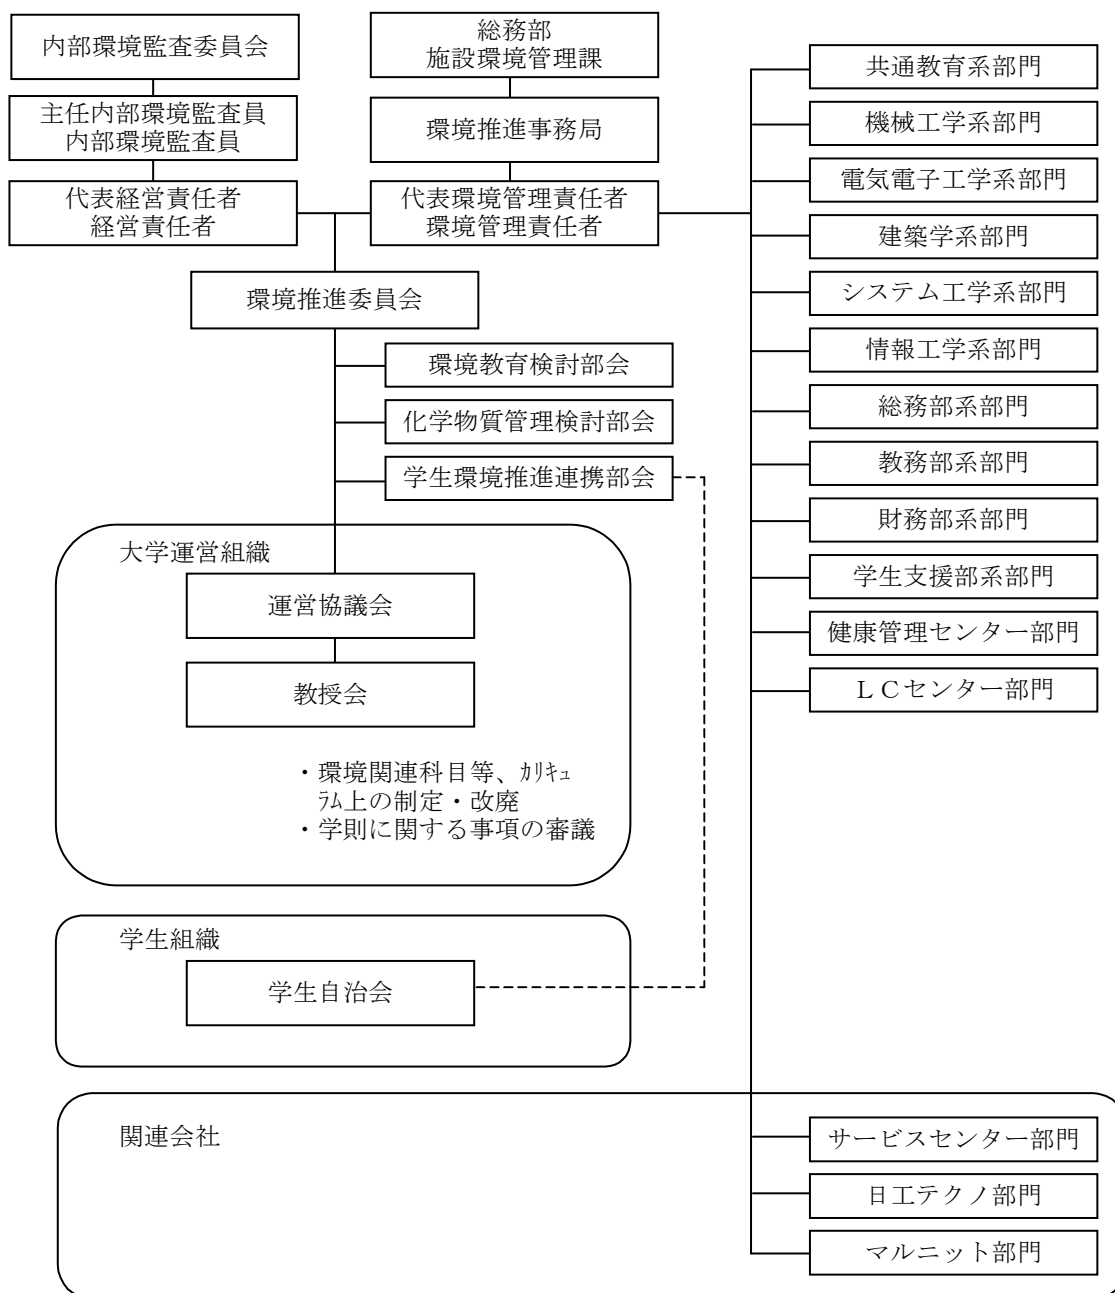 内部環境監査委員会
主任内部環境監査員
内部環境監査員
代表経営責任者
経営責任者
総務部
施設環境管理課
環境推進事務局
代表環境管理責任者
環境管理責任者
環境推進委員会
環境教育検討部会
化学物質管理検討部会
学生環境推進連携部会
大学運営組織
運営協議会
教授会
・環境関連科目等、ｶﾘｷｭ
ﾗﾑ上の制定・改廃
・学則に関する事項の審議
学生組織
学生自治会
共通教育系部門
機械工学系部門
電気電子工学系部門
建築学系部門
システム工学系部門
情報工学系部門
総務部系部門
教務部系部門
財務部系部門
学生支援部系部門
健康管理センター部門
ＬＣセンター部門
関連会社
サービスセンター部門
日工テクノ部門
マルニット部門